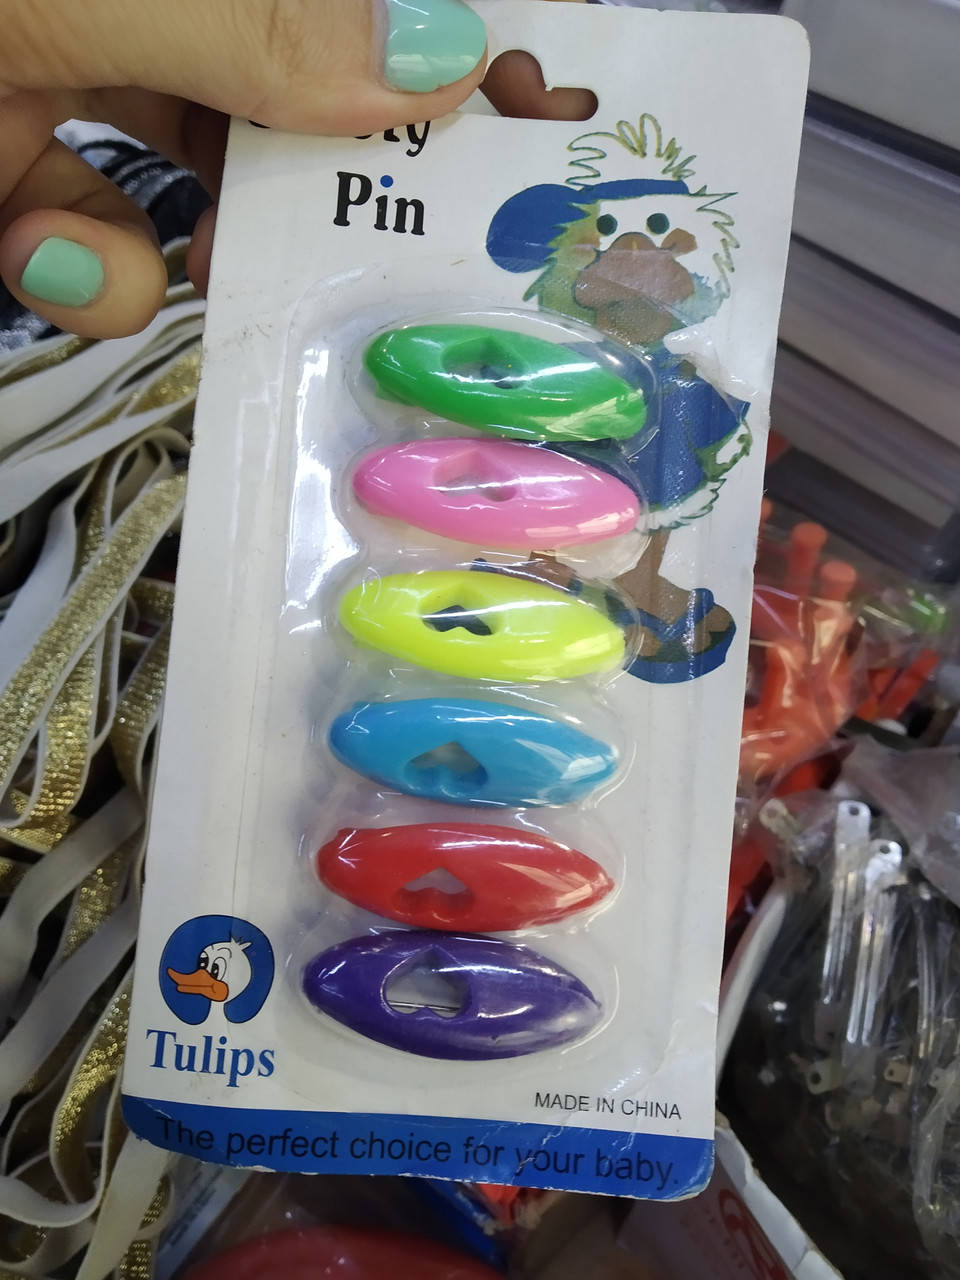 Pin
Tulips
MADE IN CHINA
The perfect choice for your baby.